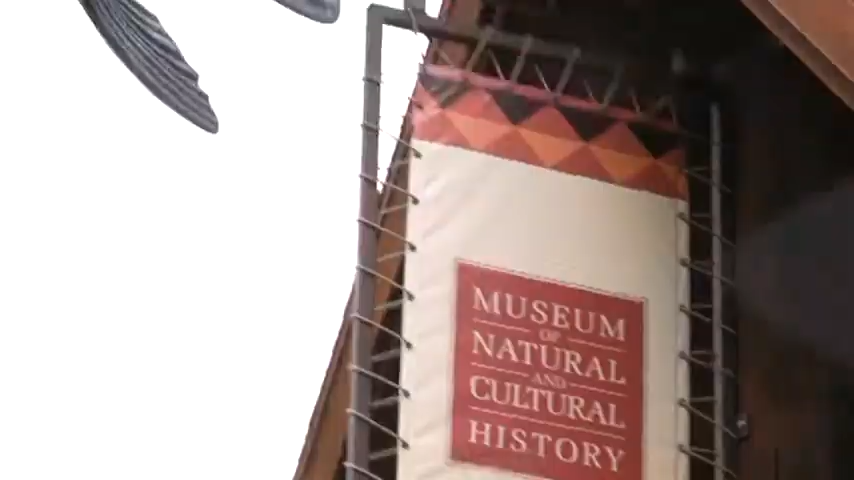 MUSEUM
OF
NATURAL
AND
CULTURAL
HISTORY